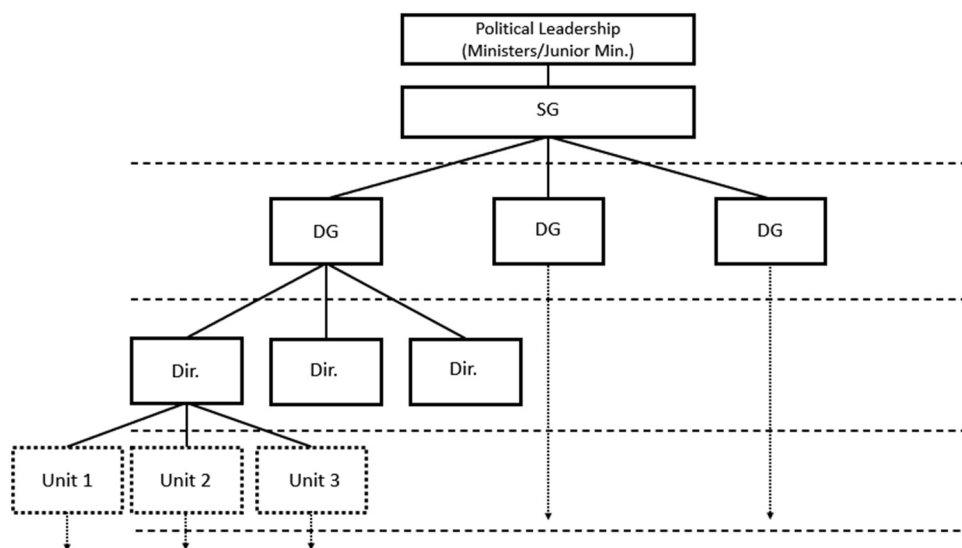 Political Leadership
(Ministers/Junior Min.)
SG
DG
DG
DG
Dir.
Dir.
Dir.
Unit 1
Unit 2
Unit 3